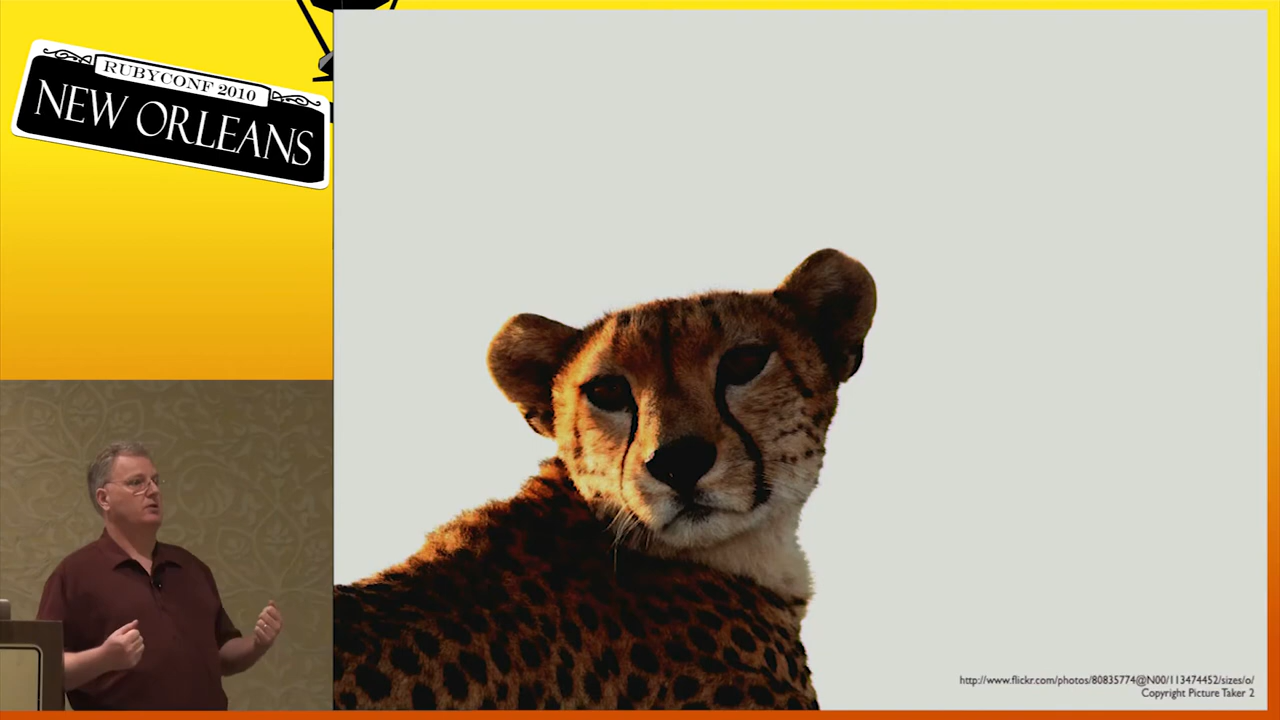 RUBYCONF 2010
NEW ORLEANS
http://www.flickr.com/photos/80835774@N00/113474452/sizes/o/
Copyright Picture Taker 2